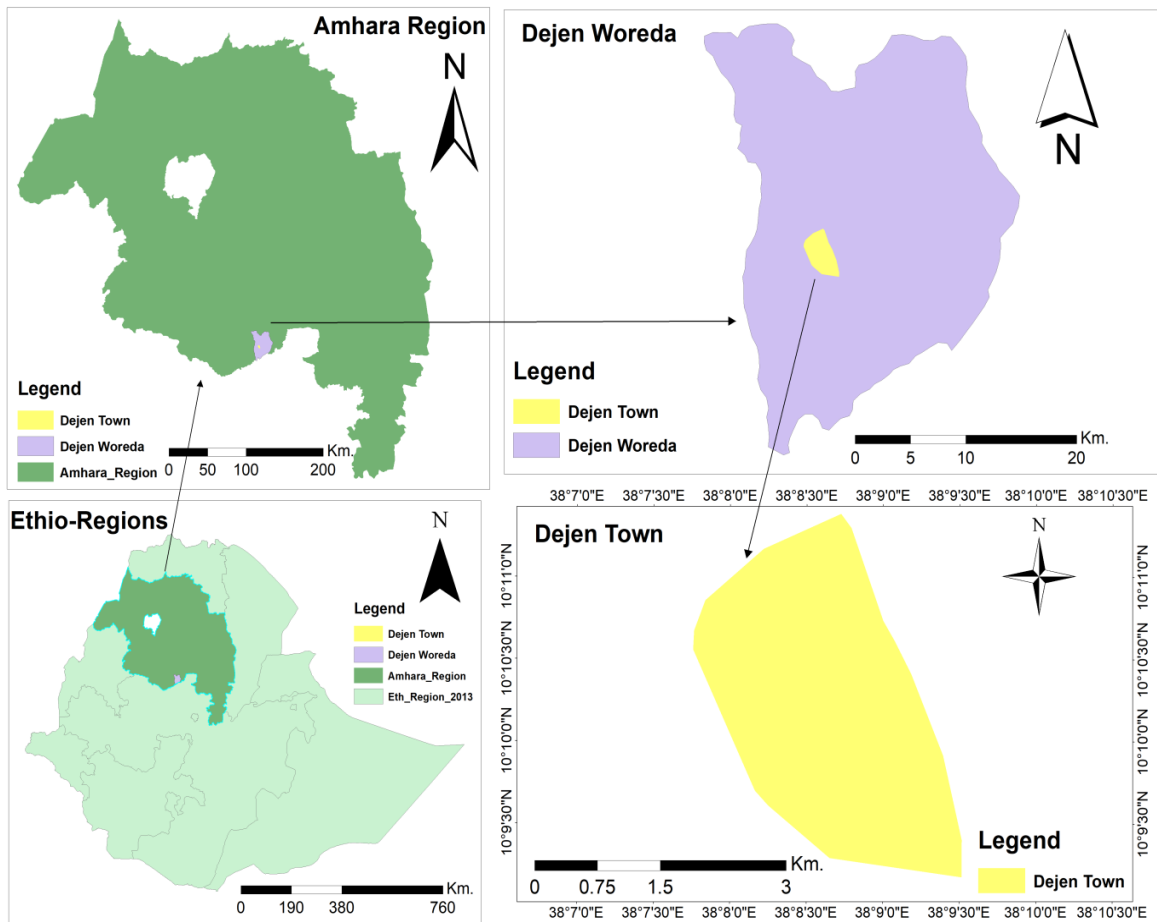 Amhara Region
N
Legend
Dejen Town
Dejen Woreda
Amhara_Region
Km.
0 50 100 200
Dejen Woreda
N
Legend
Dejen Town
Dejen Woreda
Km.
0 5 10 20
Ethio-Regions
N
Legend
Dejen Town
Dejen Woreda
Amhara_Region
Eth_Region_2013
Km.
0 190 380 760
38°7'0"E 38°7'30"E 38°8'0"E 38°8'30"E 38°9'0"E 38°9'30"E 38°10'0"E 38°10'30"E
Dejen Town
N
10°11'0"N
10°10'30"N
10°10'0"N
10°9'30"N
10°11'0"N
10°10'30"N
10°10'0"N
10°9'30"N
Legend
Dejen Town
Km.
0 0.75 1.5 3
38°7'0"E 38°7'30"E 38°8'0"E 38°8'30"E 38°9'0"E 38°9'30"E 38°10'0"E 38°10'30"E